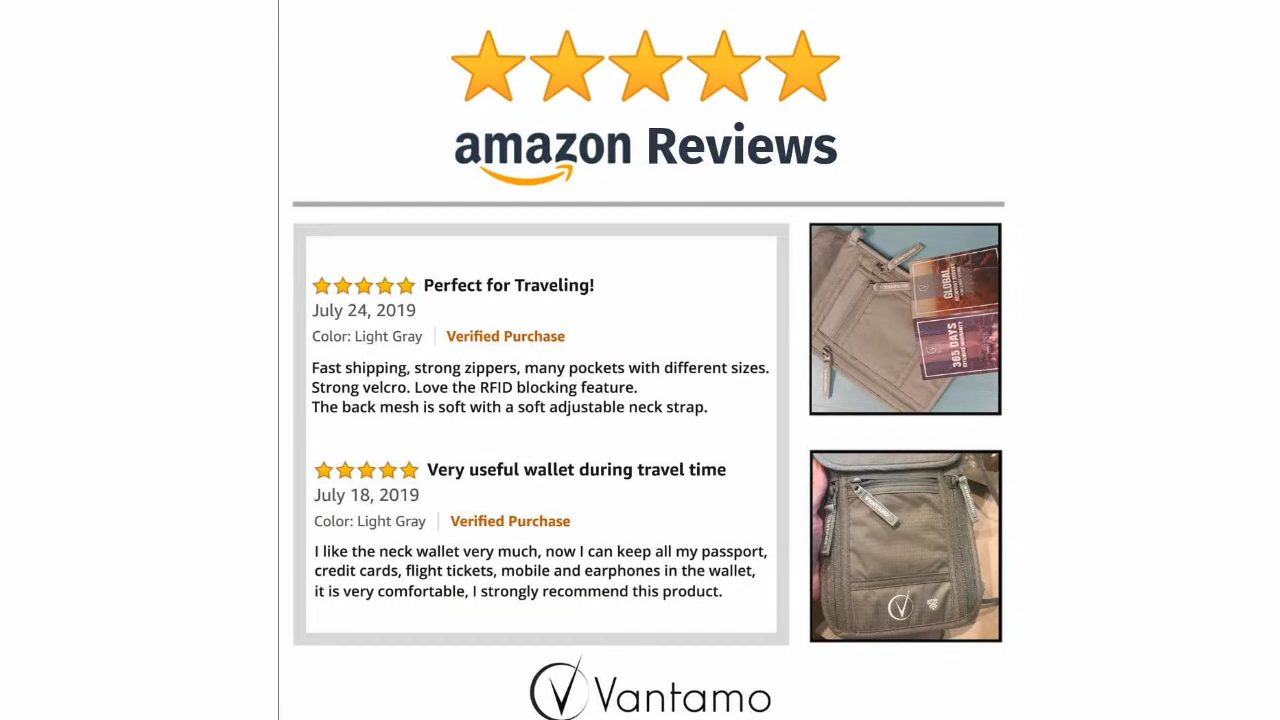 amazon Reviews
Perfect for Traveling!
July 24, 2019
Color: Light Gray Verified Purchase
Fast shipping, strong zippers, many pockets with different sizes.
Strong velcro. Love the RFID blocking feature.
The back mesh is soft with a soft adjustable neck strap.
GLOBAL
365 DAYS
Very useful wallet during travel time
July 18, 2019
Color: Light Gray Verified Purchase
I like the neck wallet very much, now I can keep all my passport,
credit cards, flight tickets, mobile and earphones in the wallet,
it is very comfortable, I strongly recommend this product.
Vantamo